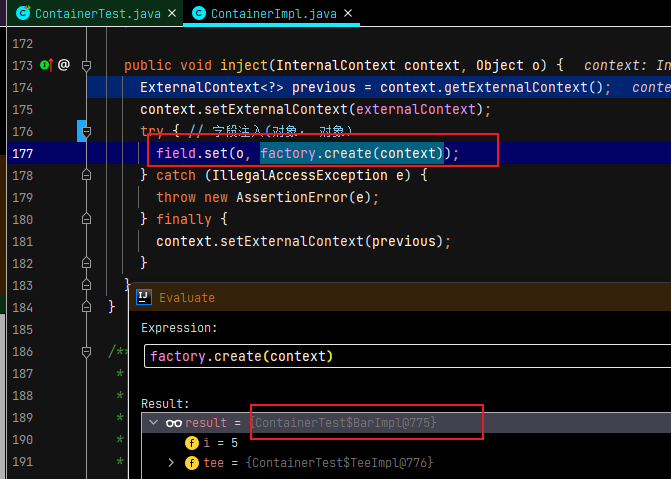 ContainerTest.java
ContainerImpl.java
172
173 public void inject(InternalContext context, Object o) { context: In
174 ExternalContext<?> previous = context.getExternalContext(); conte
175 context.setExternalContext(externalContext);
176 try { // 字段注入(对象, 对象)
177 field.set(o, factory.create(context));
178 } catch (IllegalAccessException e) {
179 throw new AssertionError(e);
180 } finally {
181 context.setExternalContext(previous);
182 }
183 }
184 }
185
186 /**
187 *
188 *
189 *
190 *
191 *
IJ Evaluate
Expression:
factory.create(context)
Result:
result = {ContainerTest$BarImpl@775}
f i = 5
f tee = {ContainerTest$TeeImpl@776}